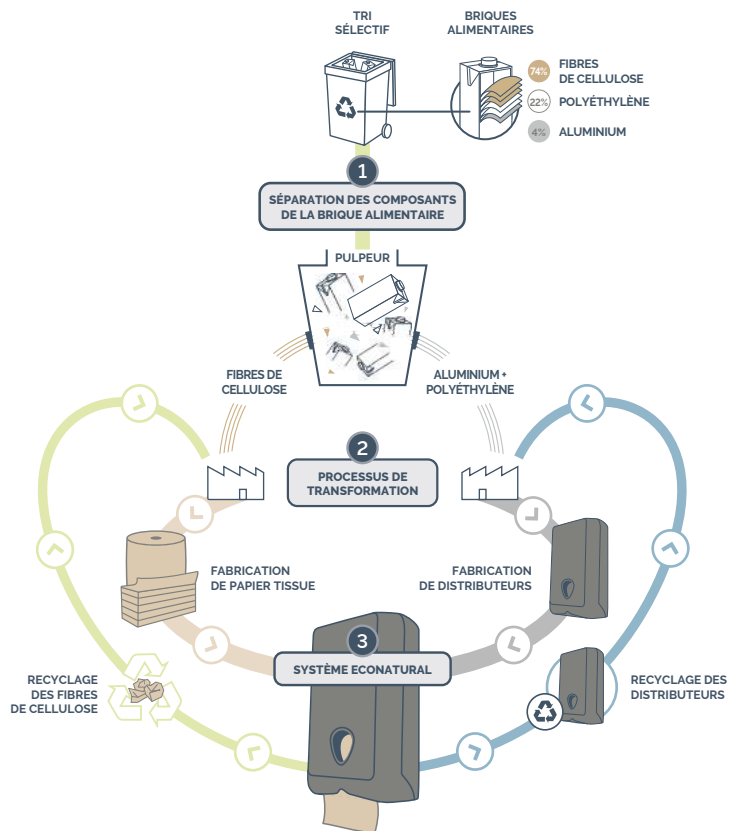 TRI
SÉLECTIF
BRIQUES
ALIMENTAIRES
74%
FIBRES
DE CELLULOSE
22%
POLYÉTHYLÈNE
4%
ALUMINIUM
1
SÉPARATION DES COMPOSANTS
DE LA BRIQUE ALIMENTAIRE
PULPEUR
FIBRES DE
CELLULOSE
ALUMINIUM +
POLYÉTHYLÈNE
2
PROCESSUS DE
TRANSFORMATION
FABRICATION
DE PAPIER TISSUE
FABRICATION
DE DISTRIBUTEURS
3
SYSTÈME ECONATURAL
RECYCLAGE
DES FIBRES
DE CELLULOSE
RECYCLAGE DES
DISTRIBUTEURS